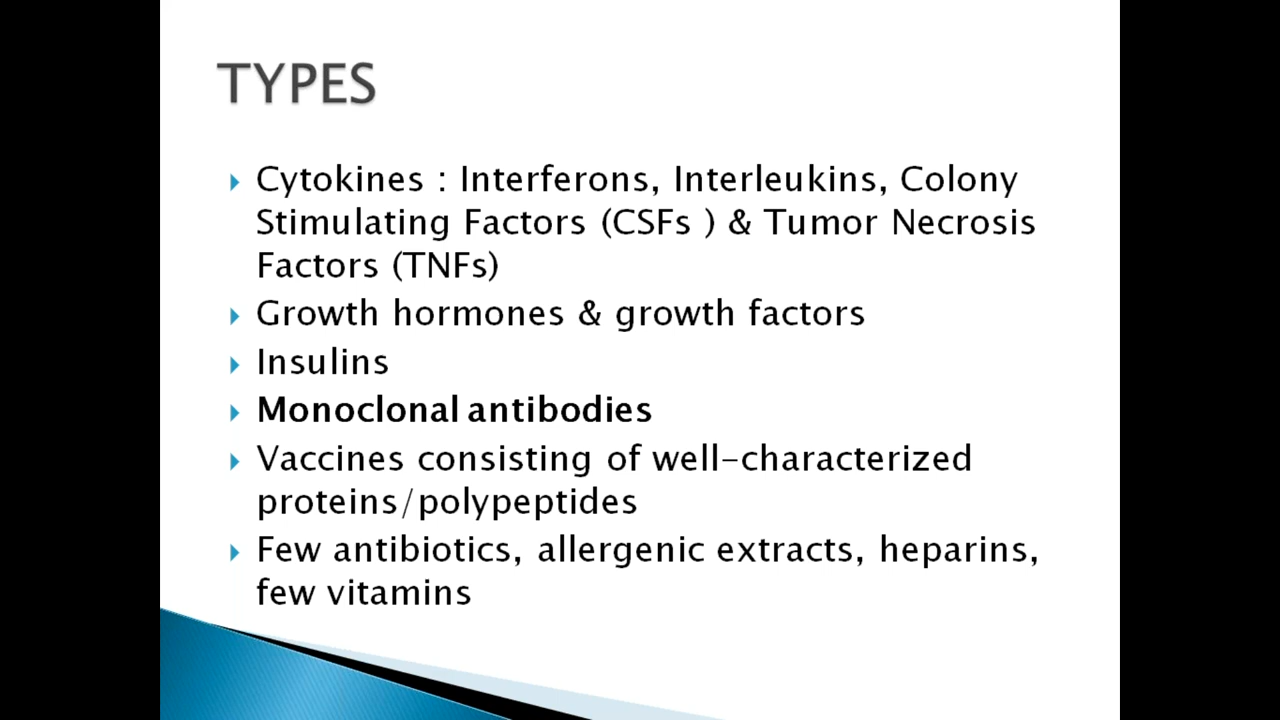 TYPES
Cytokines : Interferons, Interleukins, Colony
Stimulating Factors (CSFs ) & Tumor Necrosis
Factors (TNFs)
Growth hormones & growth factors
Insulins
Monoclonal antibodies
Vaccines consisting of well-characterized
proteins/polypeptides
Few antibiotics, allergenic extracts, heparins,
few vitamins